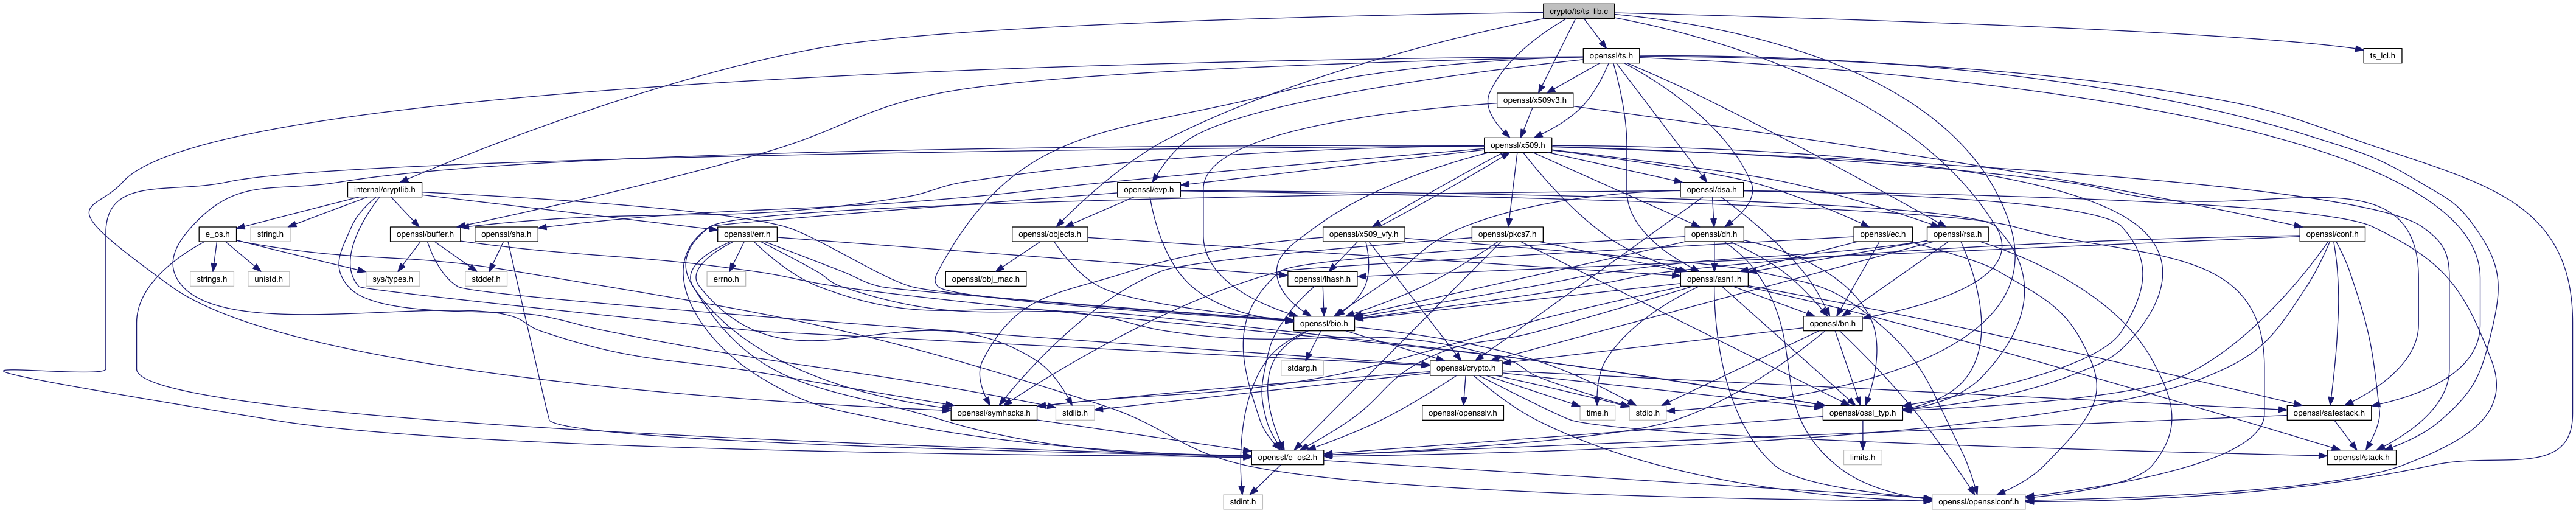 crypto/ts/ts_lib.c
openssl/ts.h
ts_lcl.h
openssl/x509v3.h
openssl/x509.h
internal/cryptlib.h
openssl/evp.h
openssl/dsa.h
e_os.h
string.h
openssl/buffer.h
openssl/sha.h
openssl/err.h
openssl/objects.h
openssl/x509_vfy.h
openssl/pkcs7.h
openssl/dh.h
openssl/ec.h
openssl/rsa.h
openssl/conf.h
strings.h
unistd.h
sys/types.h
stddef.h
errno.h
openssl/obj_mac.h
openssl/lhash.h
openssl/asn1.h
openssl/bio.h
openssl/bn.h
stdarg.h
openssl/crypto.h
openssl/symhacks.h
stdlib.h
openssl/opensslv.h
time.h
stdio.h
openssl/ossl_typ.h
openssl/safestack.h
openssl/e_os2.h
limits.h
openssl/stack.h
stdint.h
openssl/opensslconf.h